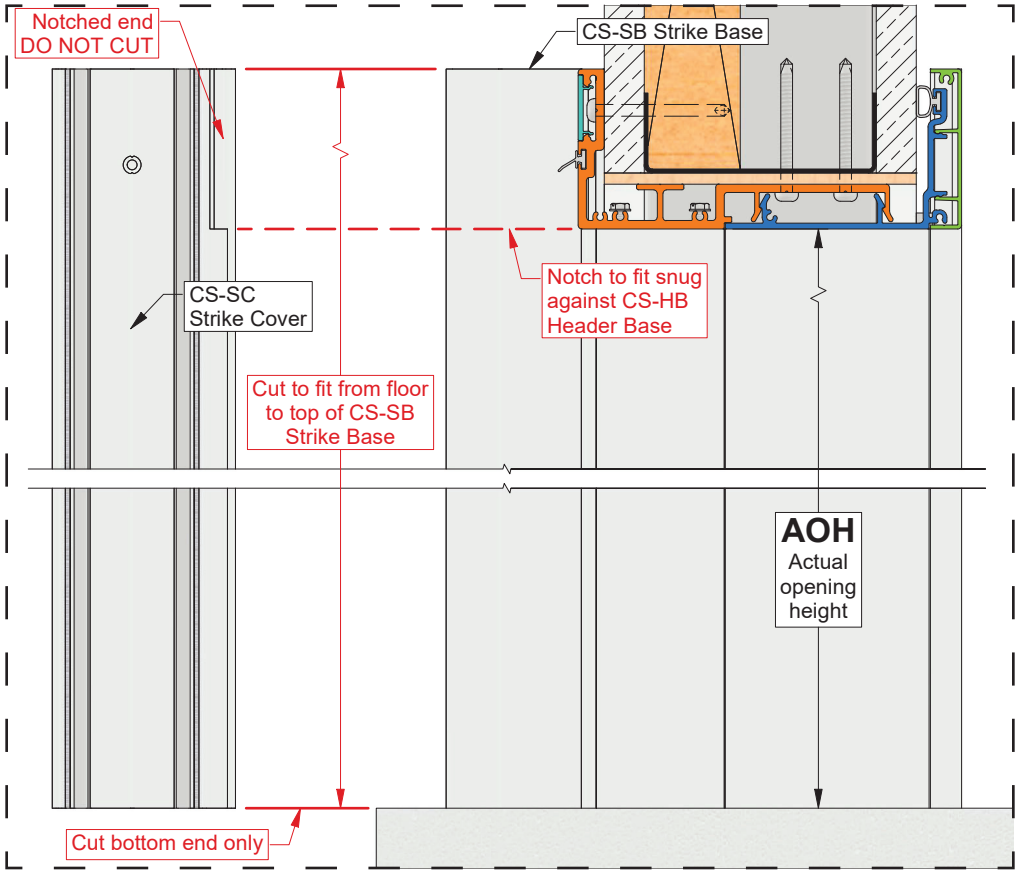 Notched end
DO NOT CUT
CS-SB Strike Base
CS-SC
Strike Cover
Notch to fit snug
against CS-HB
Header Base
Cut to fit from floor
to top of CS-SB
Strike Base
AOH
Actual
opening
height
Cut bottom end only